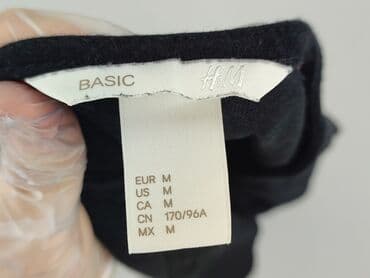 BASIC H&M
EUR M
US M
CA M
CN 170/96A
MX M